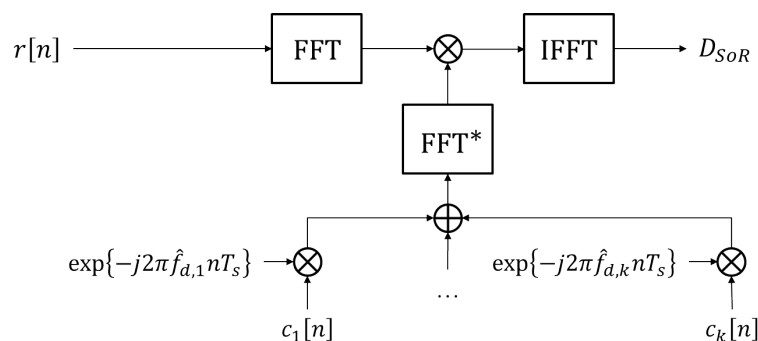 r[n]
FFT
IFFT
D_{SoR}
FFT*
exp{−j2πf̂_{d,1}nT_s}
exp{−j2πf̂_{d,k}nT_s}
...
c_1[n]
c_k[n]